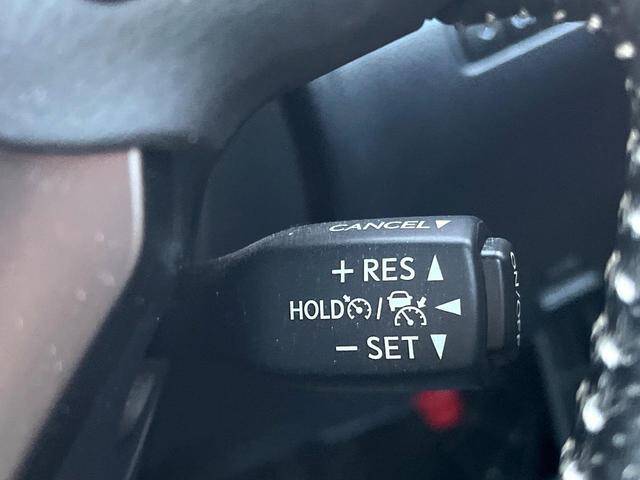 CANCEL▼
+ RES ▲
HOLD / ◀
− SET ▼
ON/OFF